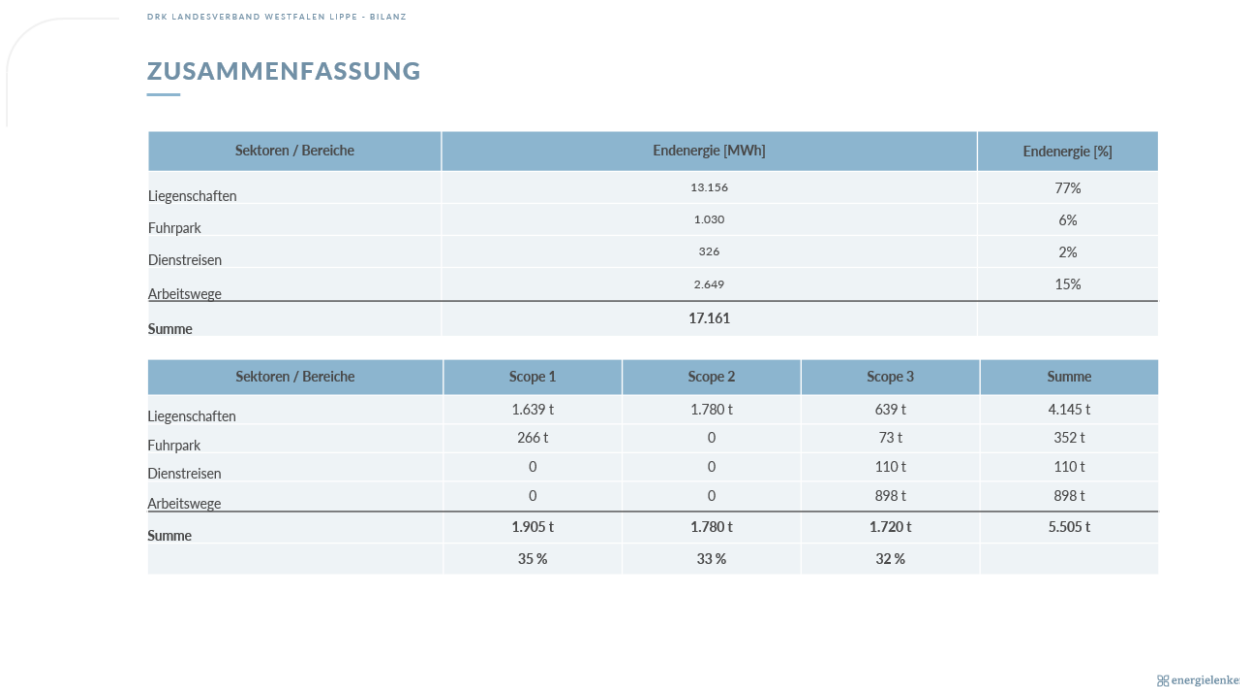 DRK LANDESVERBAND WESTFALEN LIPPE - BILANZ
ZUSAMMENFASSUNG
Sektoren / Bereiche Endenergie [MWh] Endenergie [%]
Liegenschaften 13.156 77%
Fuhrpark 1.030 6%
Dienstreisen 326 2%
Arbeitswege 2.649 15%
Summe 17.161
Sektoren / Bereiche Scope 1 Scope 2 Scope 3 Summe
Liegenschaften 1.639 t 1.780 t 639 t 4.145 t
Fuhrpark 266 t 0 73 t 352 t
Dienstreisen 0 0 110 t 110 t
Arbeitswege 0 0 898 t 898 t
Summe 1.905 t 1.780 t 1.720 t 5.505 t
35 % 33 % 32 %
energielenke